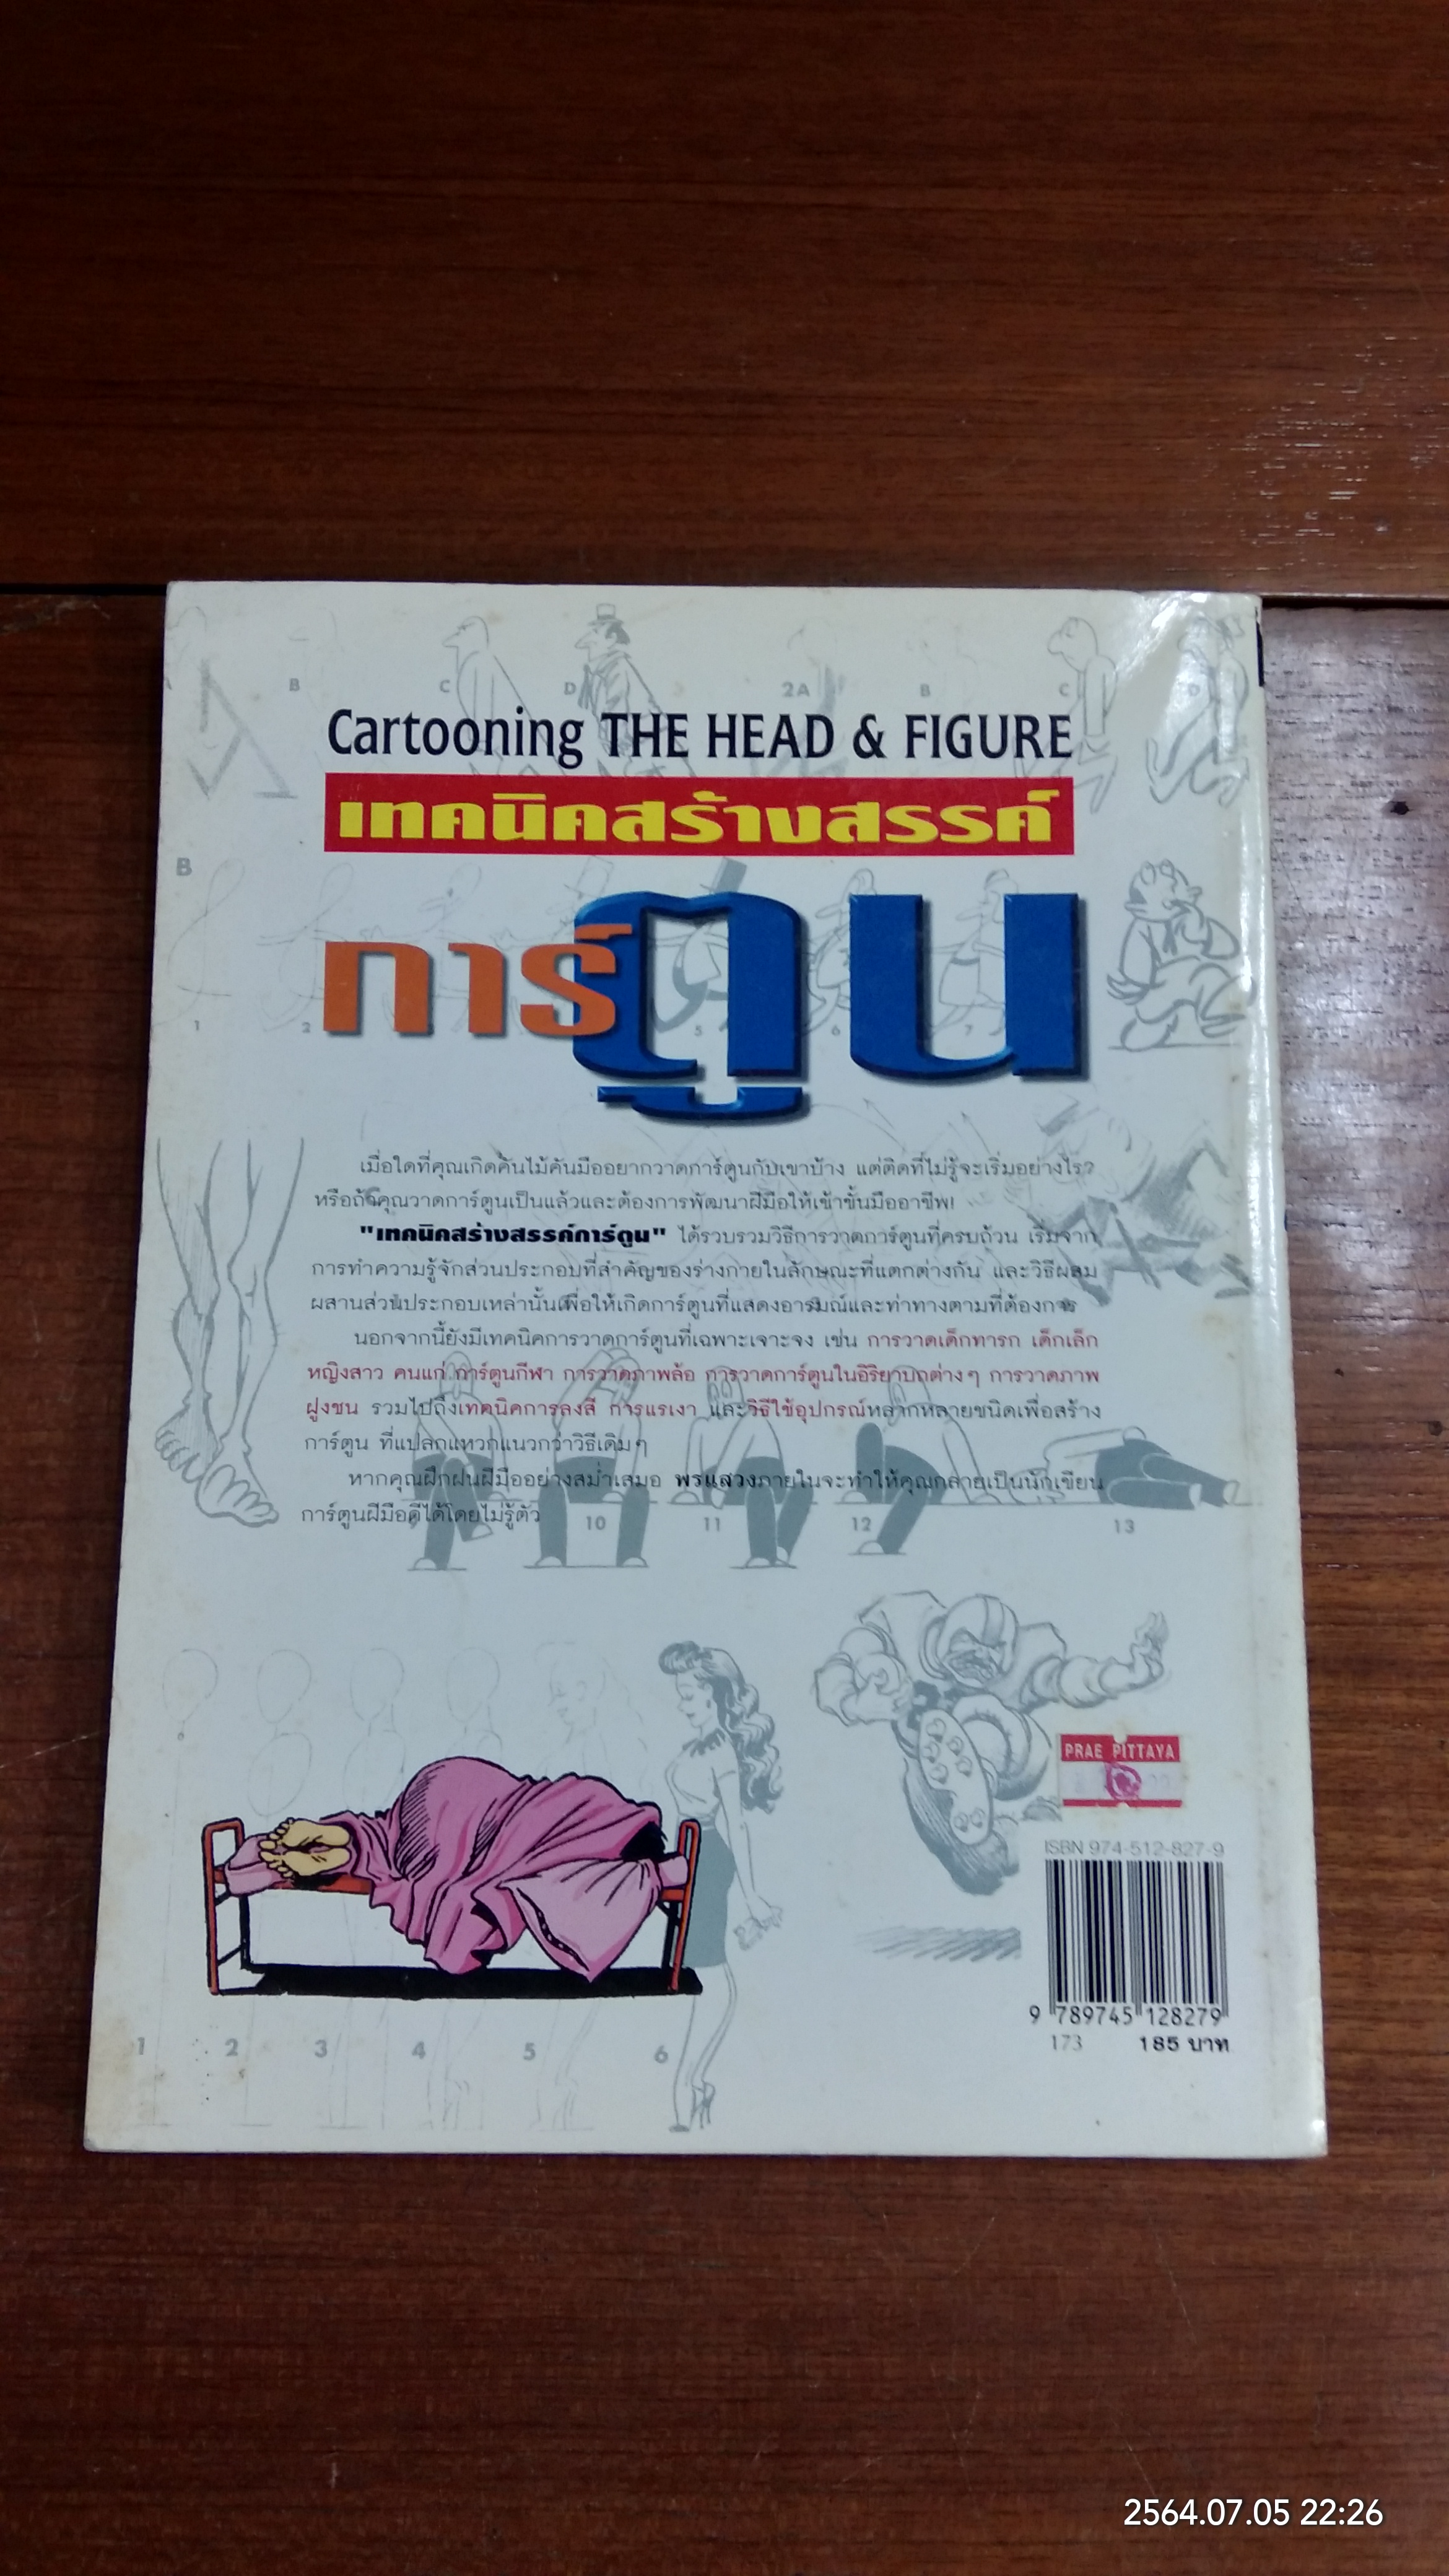 A B C D 2A B C D
Cartooning THE HEAD & FIGURE
เทคนิคสร้างสรรค์
B
การ์ตูน
1 2 5 6 7
เมื่อใดที่คุณเกิดคันไม้คันมืออยากวาดการ์ตูนกับเขาบ้าง แต่ติดที่ไม่รู้จะเริ่มอย่างไร?
หรือถ้าคุณวาดการ์ตูนเป็นแล้วและต้องการพัฒนาฝีมือให้เข้าขั้นมืออาชีพ!
"เทคนิคสร้างสรรค์การ์ตูน" ได้รวบรวมวิธีการวาดการ์ตูนที่ครบถ้วน เริ่มจาก
การทำความรู้จักส่วนประกอบที่สำคัญของร่างกายในลักษณะที่แตกต่างกัน และวิธีผสม
ผสานส่วนประกอบเหล่านั้นเพื่อให้เกิดการ์ตูนที่แสดงอารมณ์และท่าทางตามที่ต้องการ
นอกจากนี้ยังมีเทคนิคการวาดการ์ตูนที่เฉพาะเจาะจง เช่น การวาดเด็กทารก เด็กเล็ก
หญิงสาว คนแก่ การ์ตูนกีฬา การวาดภาพล้อ การวาดการ์ตูนในอิริยาบถต่างๆ การวาดภาพ
ฝูงชน รวมไปถึงเทคนิคการลงสี การแรเงา และวิธีใช้อุปกรณ์หลากหลายชนิดเพื่อสร้าง
การ์ตูน ที่แปลกแหวกแนวกว่าวิธีเดิมๆ
หากคุณฝึกฝนฝีมืออย่างสม่ำเสมอ พรแสวงภายในจะทำให้คุณกลายเป็นนักเขียน
การ์ตูนฝีมือดีได้โดยไม่รู้ตัว
10 11 12 13
PRAE PITTAYA
ISBN 974-512-827-9
9 789745 128279
173 185 บาท
1 2 3 4 5 6
2564.07.05 22:26